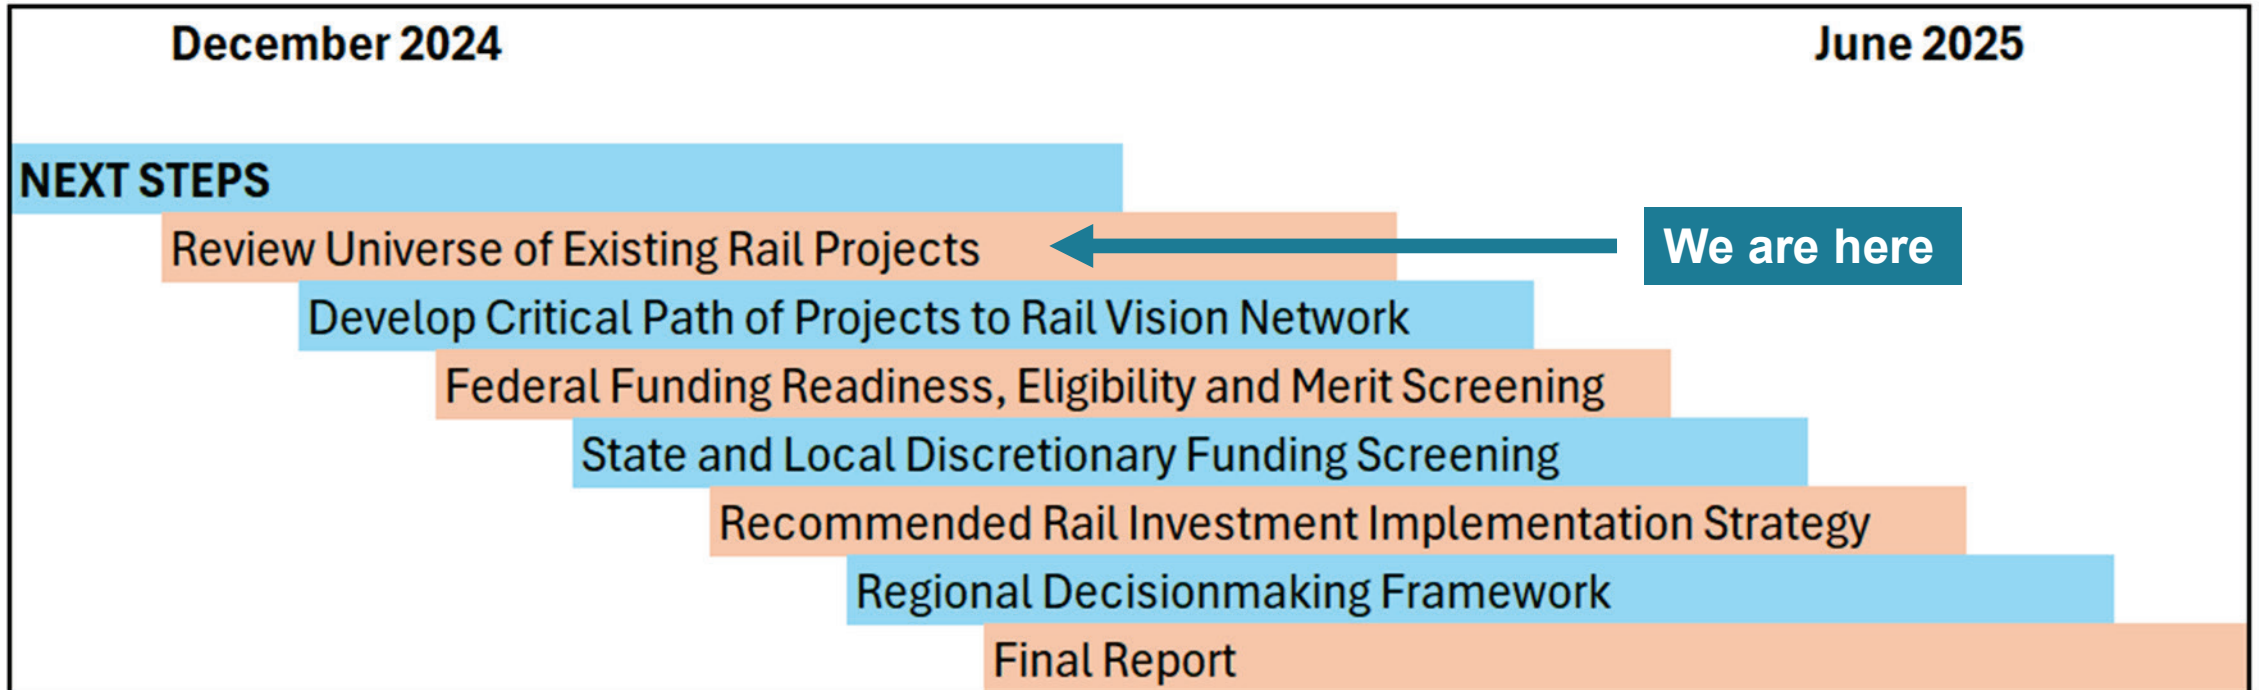 December 2024
June 2025
NEXT STEPS
Review Universe of Existing Rail Projects
We are here
Develop Critical Path of Projects to Rail Vision Network
Federal Funding Readiness, Eligibility and Merit Screening
State and Local Discretionary Funding Screening
Recommended Rail Investment Implementation Strategy
Regional Decisionmaking Framework
Final Report